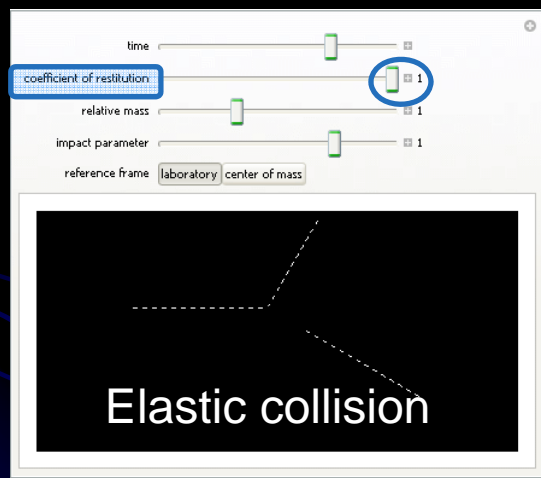 time
coefficient of restitution 1
relative mass 1
impact parameter 1
reference frame laboratory center of mass
Elastic collision